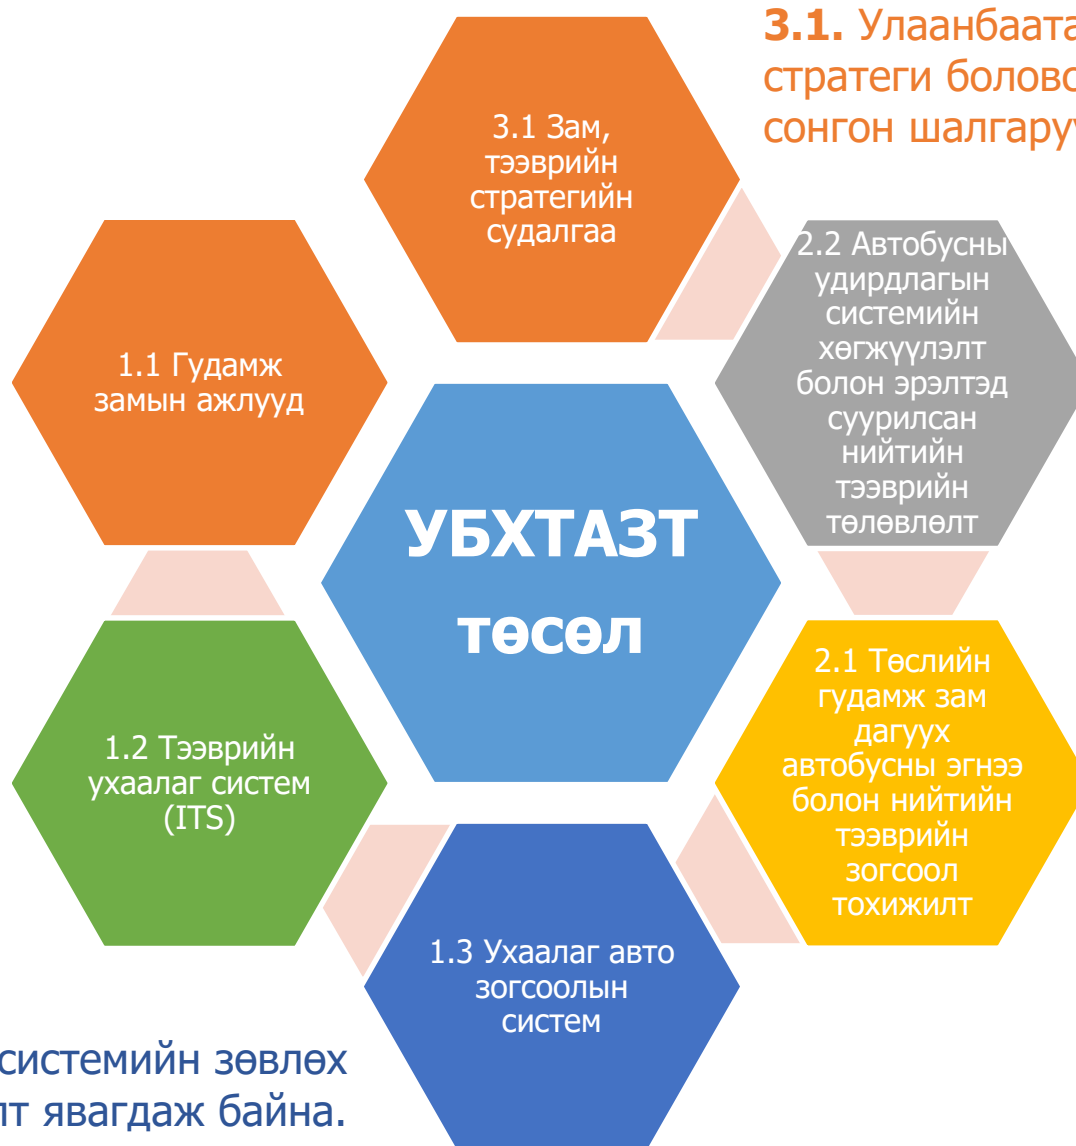 3.1. Улаанбаата
стратеги боловс
сонгон шалгару
3.1 Зам,
тээврийн
стратегийн
судалгаа
2.2 Автобусны
удирдлагын
системийн
хөгжүүлэлт
болон эрэлтэд
суурилсан
нийтийн
тээврийн
төлөвлөлт
1.1 Гудамж
замын ажлууд
УБХТАЗТ
төсөл
2.1 Төслийн
гудамж зам
дагуух
автобусны эгнээ
болон нийтийн
тээврийн
зогсоол
тохижилт
1.2 Тээврийн
ухаалаг систем
(ITS)
1.3 Ухаалаг авто
зогсоолын
систем
системийн зөвлөх
лт явагдаж байна.